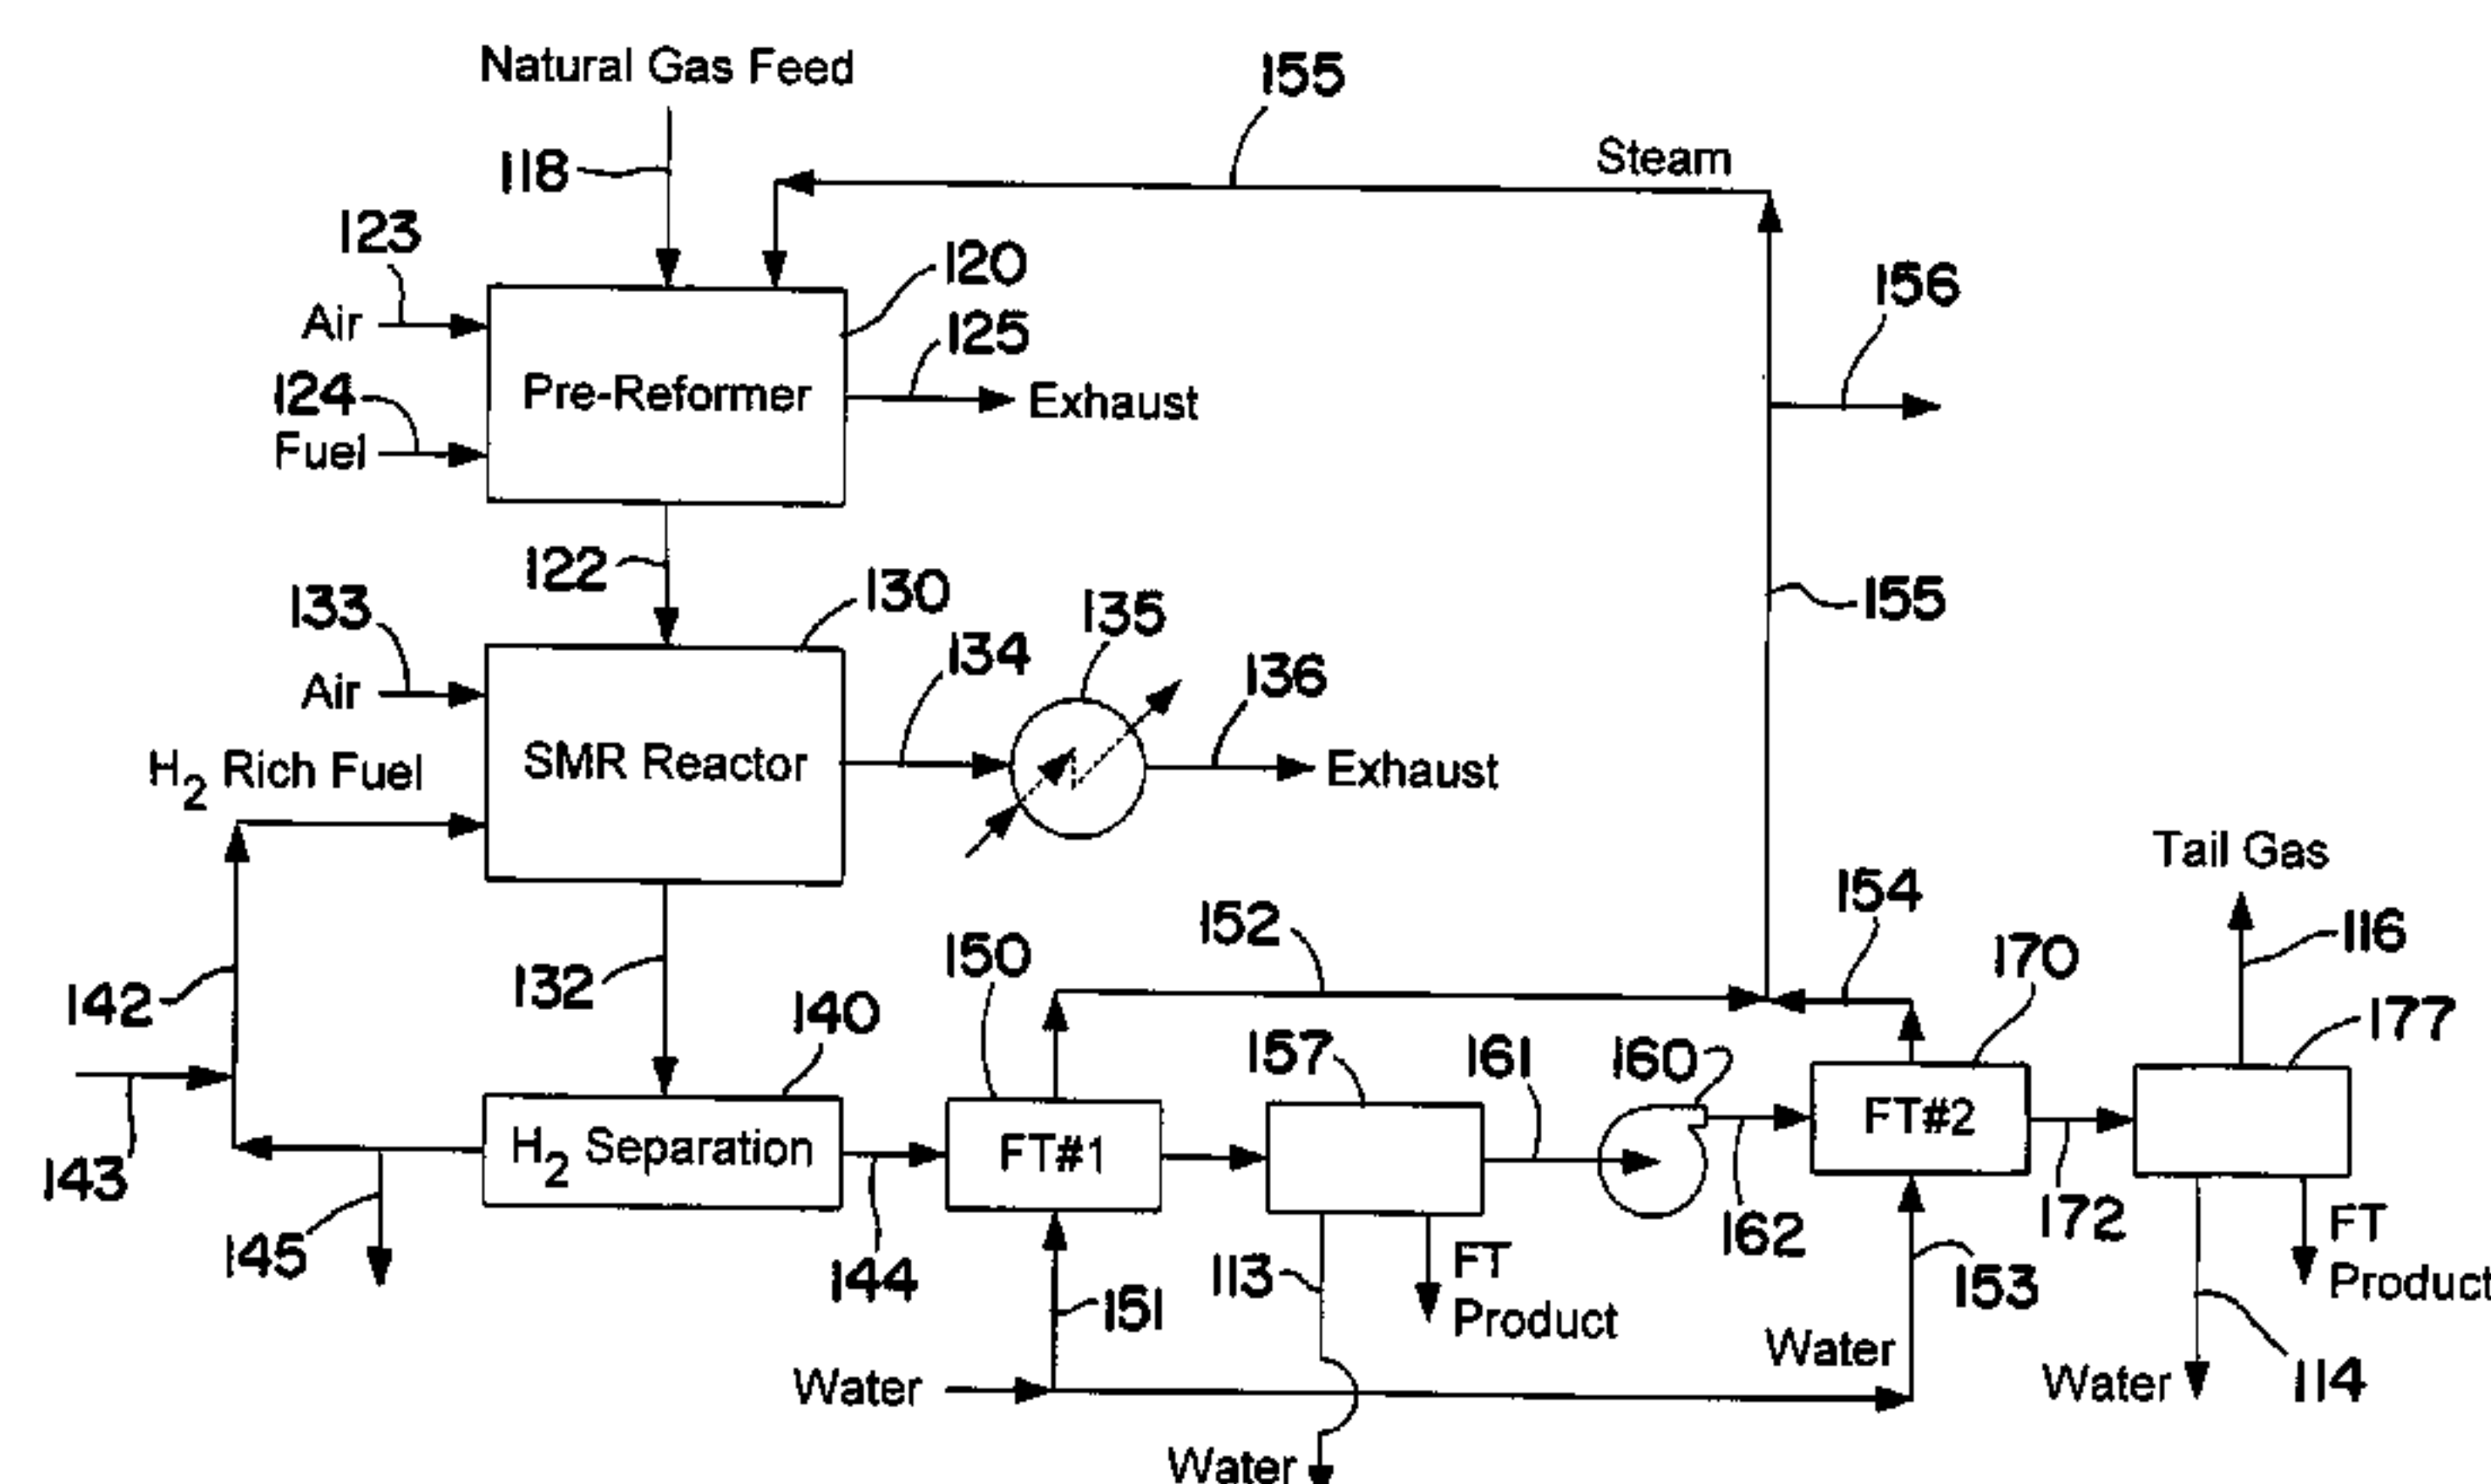 Natural Gas Feed
155
118
Steam
123
120
156
Air
125
124
Pre-Reformer
Exhaust
Fuel
122
130
155
133
135
134
136
Air
SMR Reactor
Exhaust
H2 Rich Fuel
Tail Gas
154
152
116
150
170
132
142
140
177
157
161
160
H2 Separation
FT#1
FT#2
143
145
144
162
172
FT
Product
113
FT
Product
153
151
Water
Water
Water
114
Water